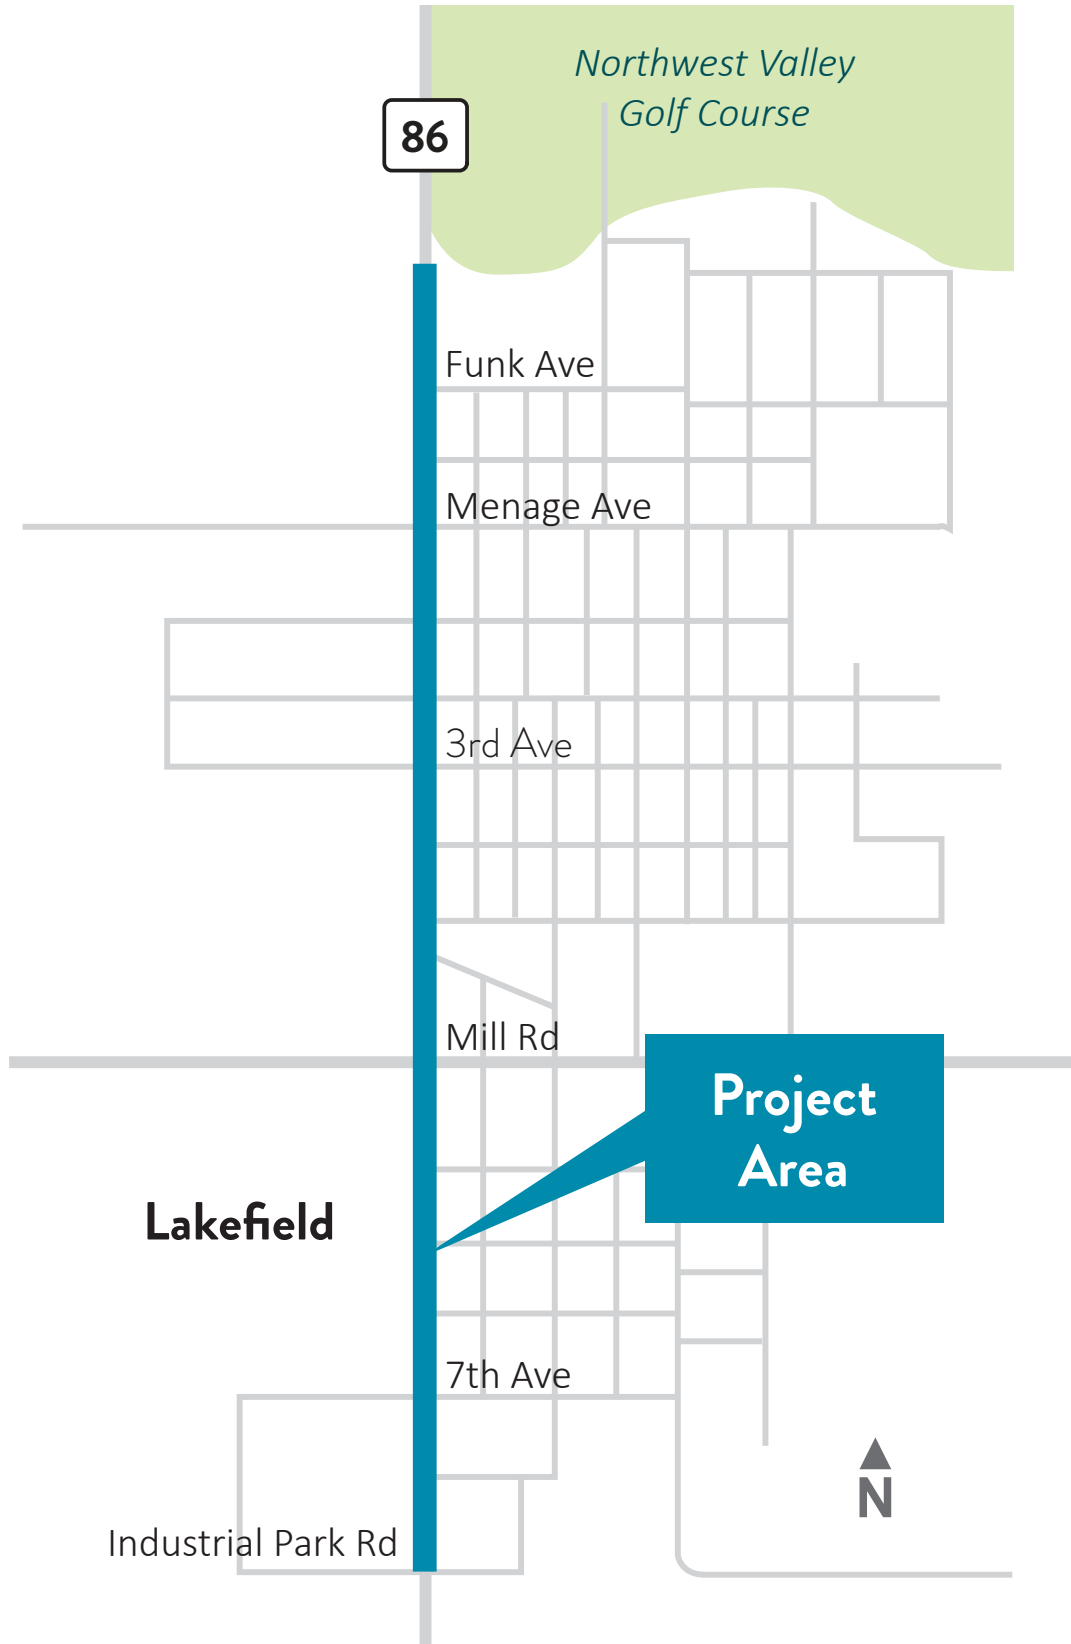 Northwest Valley
Golf Course
86
Funk Ave
Menage Ave
3rd Ave
Mill Rd
Project
Area
Lakefield
7th Ave
N
Industrial Park Rd